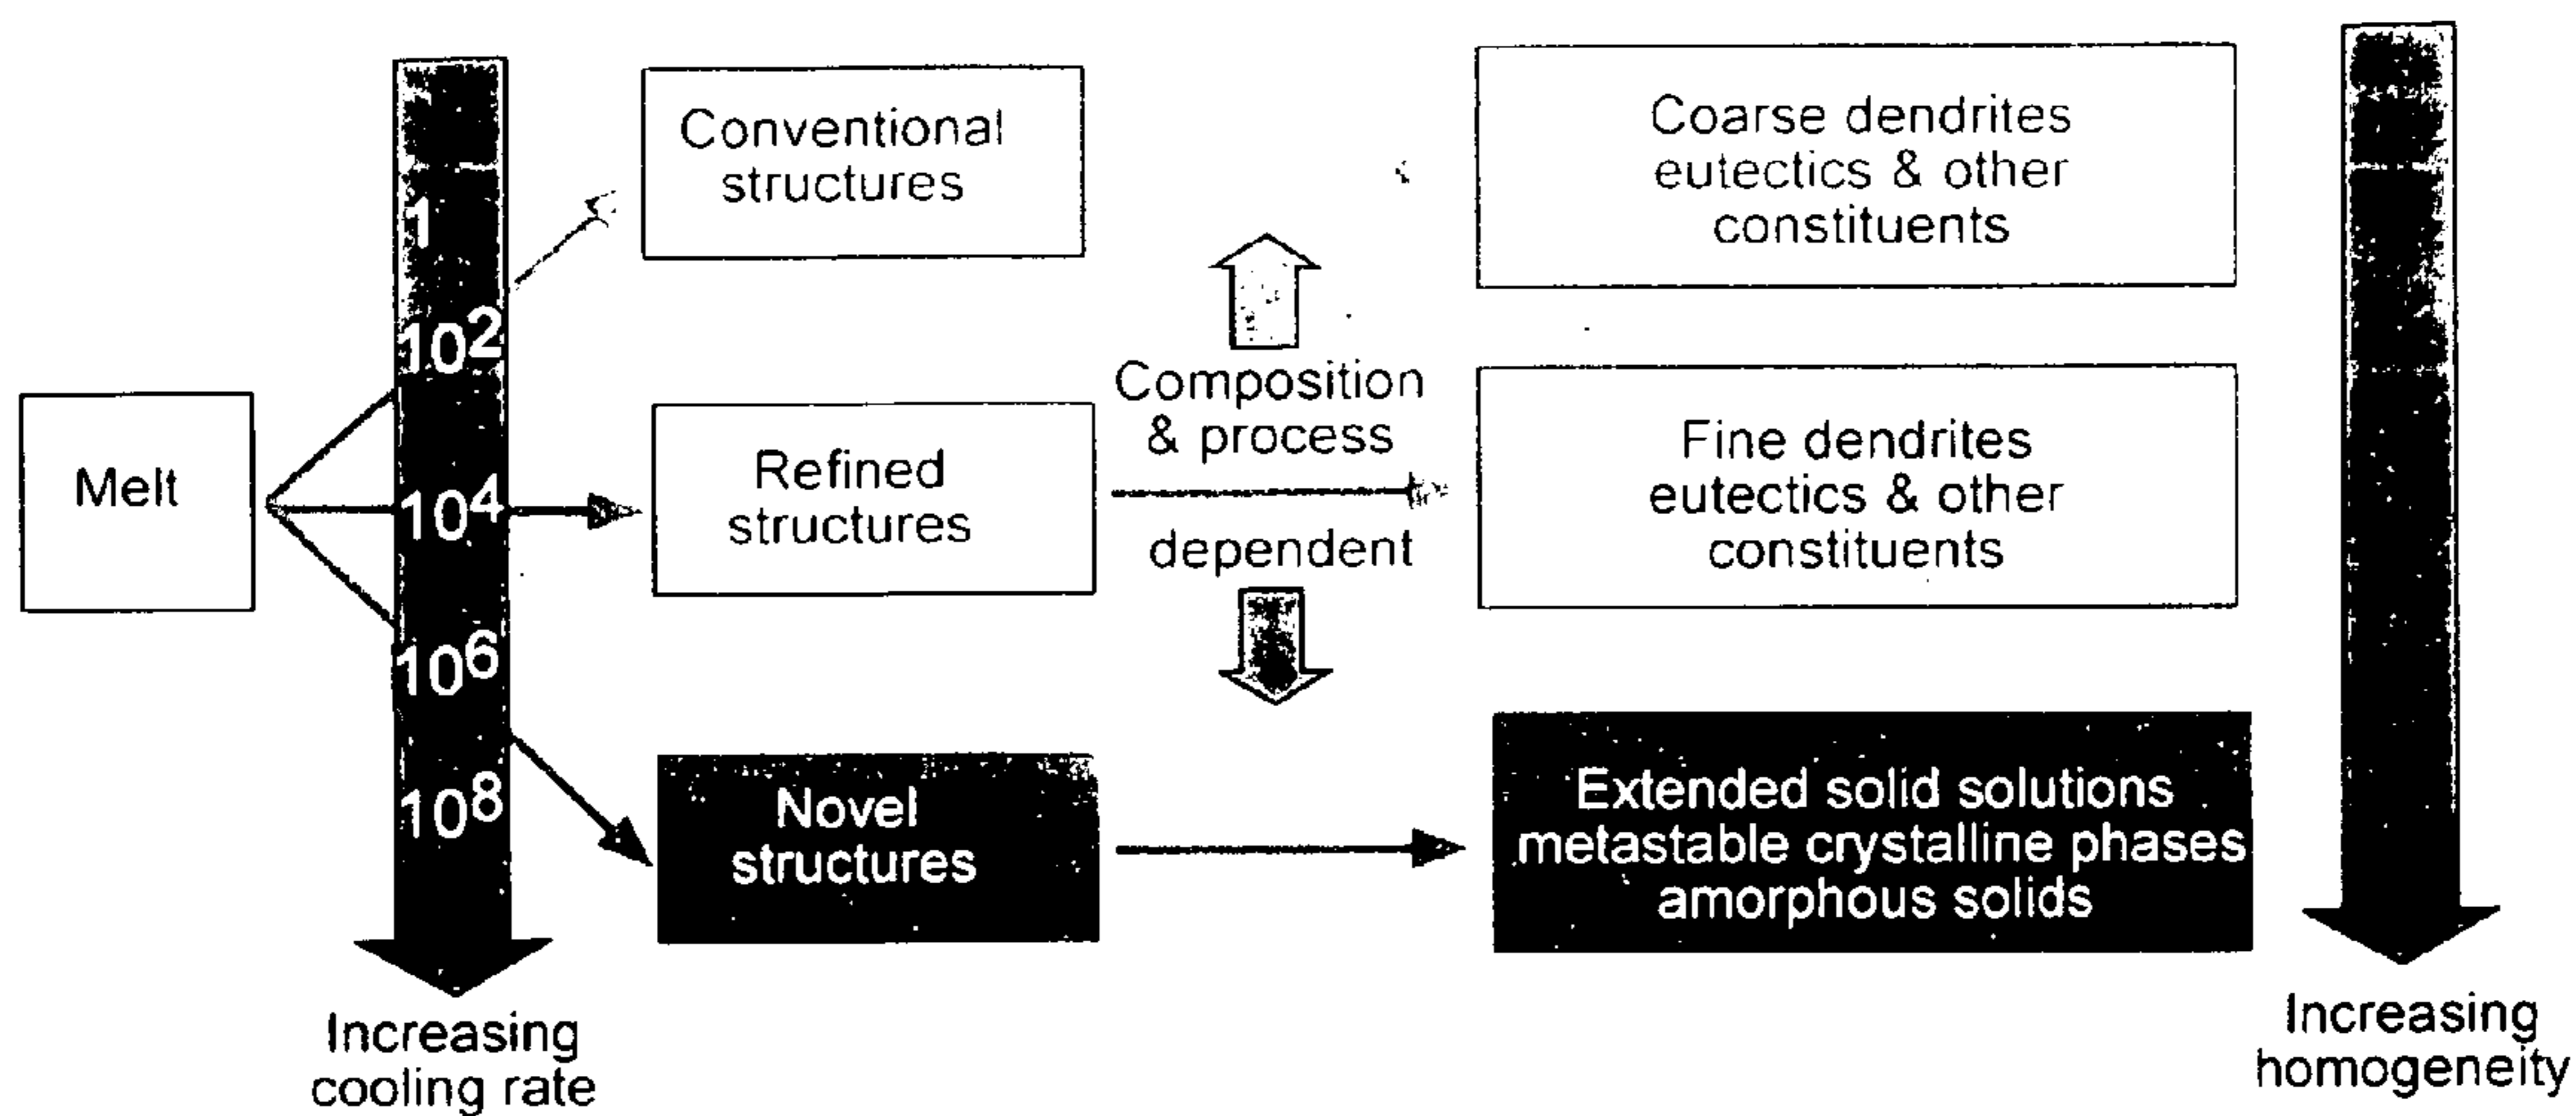 Melt
1
10²
10⁴
10⁶
10⁸
Increasing
cooling rate
Conventional
structures
Refined
structures
Novel
structures
Composition
& process
dependent
Coarse dendrites
eutectics & other
constituents
Fine dendrites
eutectics & other
constituents
Extended solid solutions
metastable crystalline phases
amorphous solids
Increasing
homogeneity